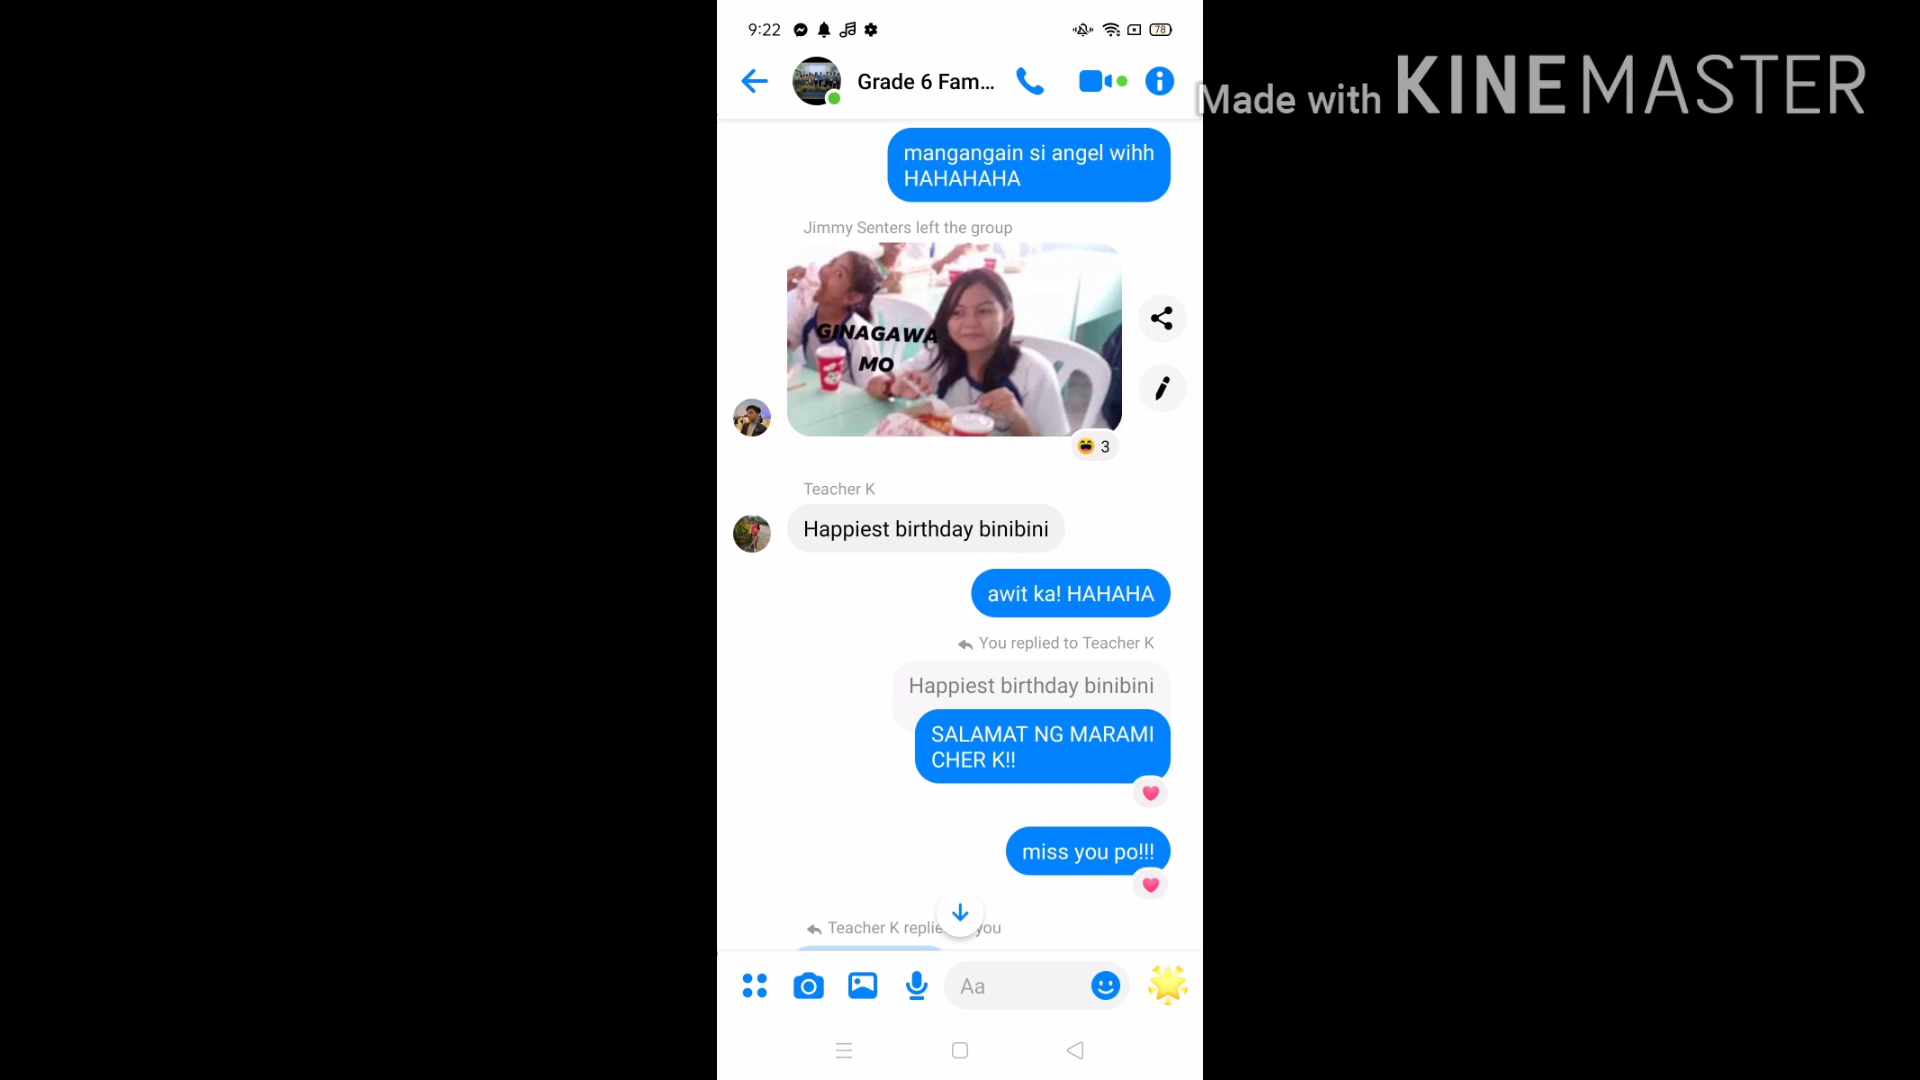 9:22
78
Grade 6 Fam...
Made with KINEMASTER
mangangain si angel wihh
HAHAHAHA
Jimmy Senters left the group
GINAGAWA
MO
3
Teacher K
Happiest birthday binibini
awit ka! HAHAHA
You replied to Teacher K
Happiest birthday binibini
SALAMAT NG MARAMI
CHER K!!
miss you po!!!
Teacher K replie you
Aa